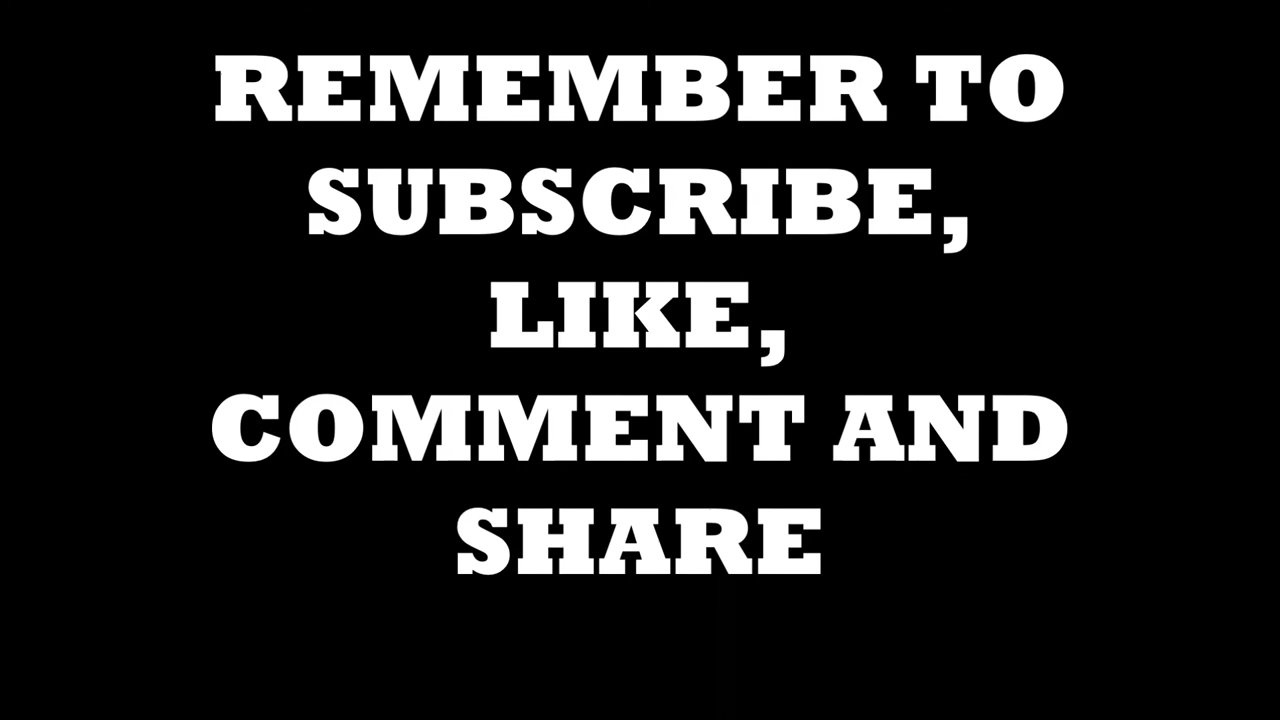 REMEMBER TO
SUBSCRIBE,
LIKE,
COMMENT AND
SHARE